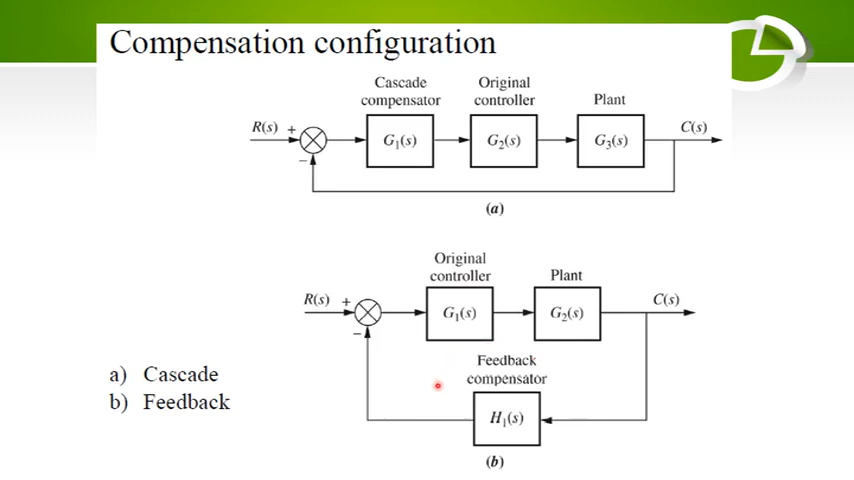 Compensation configuration
Cascade compensator
Original controller
Plant
R(s) +
G₁(s)
G₂(s)
G₃(s)
C(s)
−
(a)
Original controller
Plant
R(s) +
G₁(s)
G₂(s)
C(s)
−
Feedback compensator
H₁(s)
(b)
a) Cascade
b) Feedback